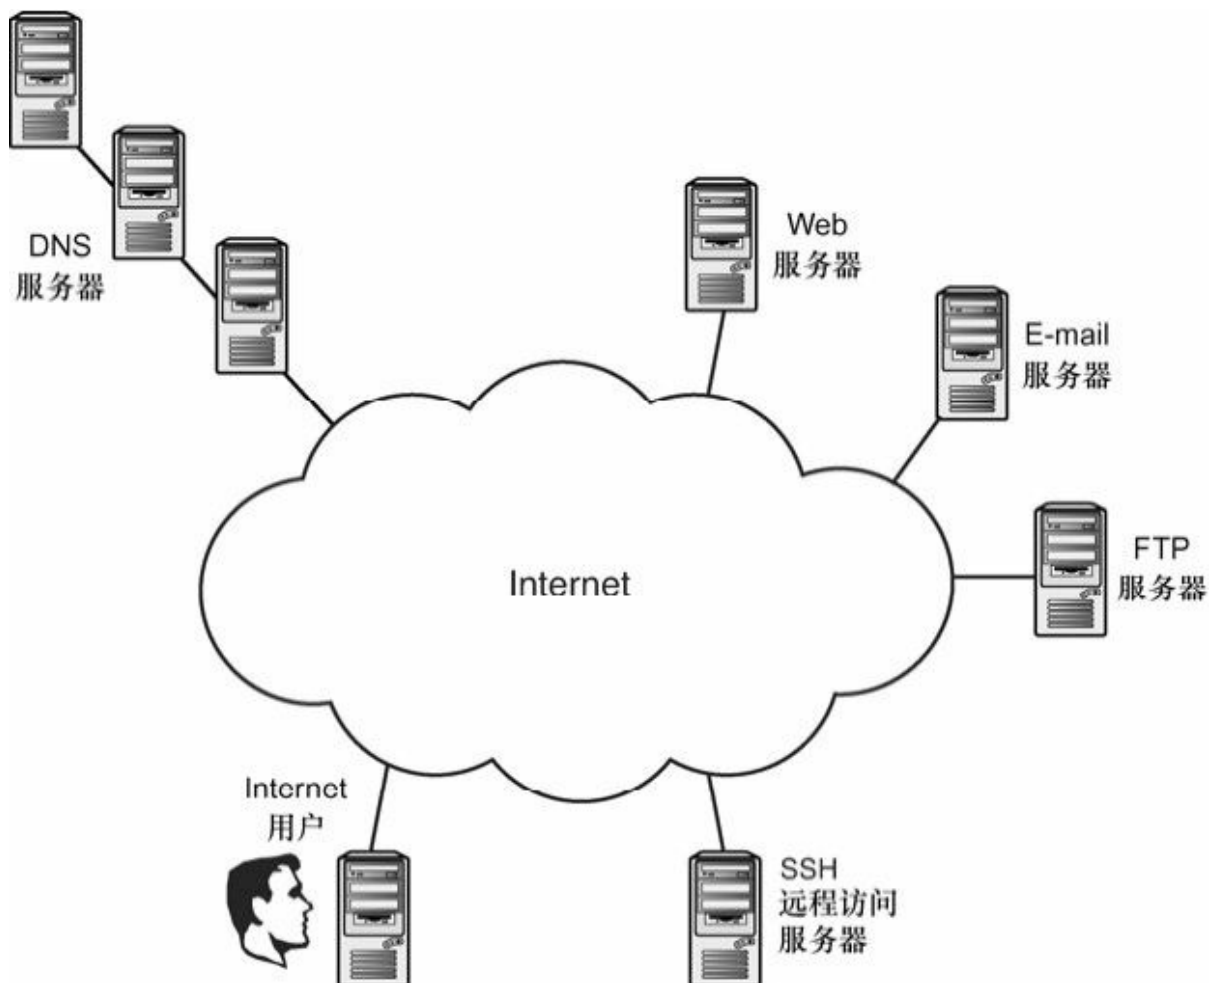 DNS
服务器
Web
服务器
E-mail
服务器
FTP
服务器
Internet
Internet
用户
SSH
远程访问
服务器